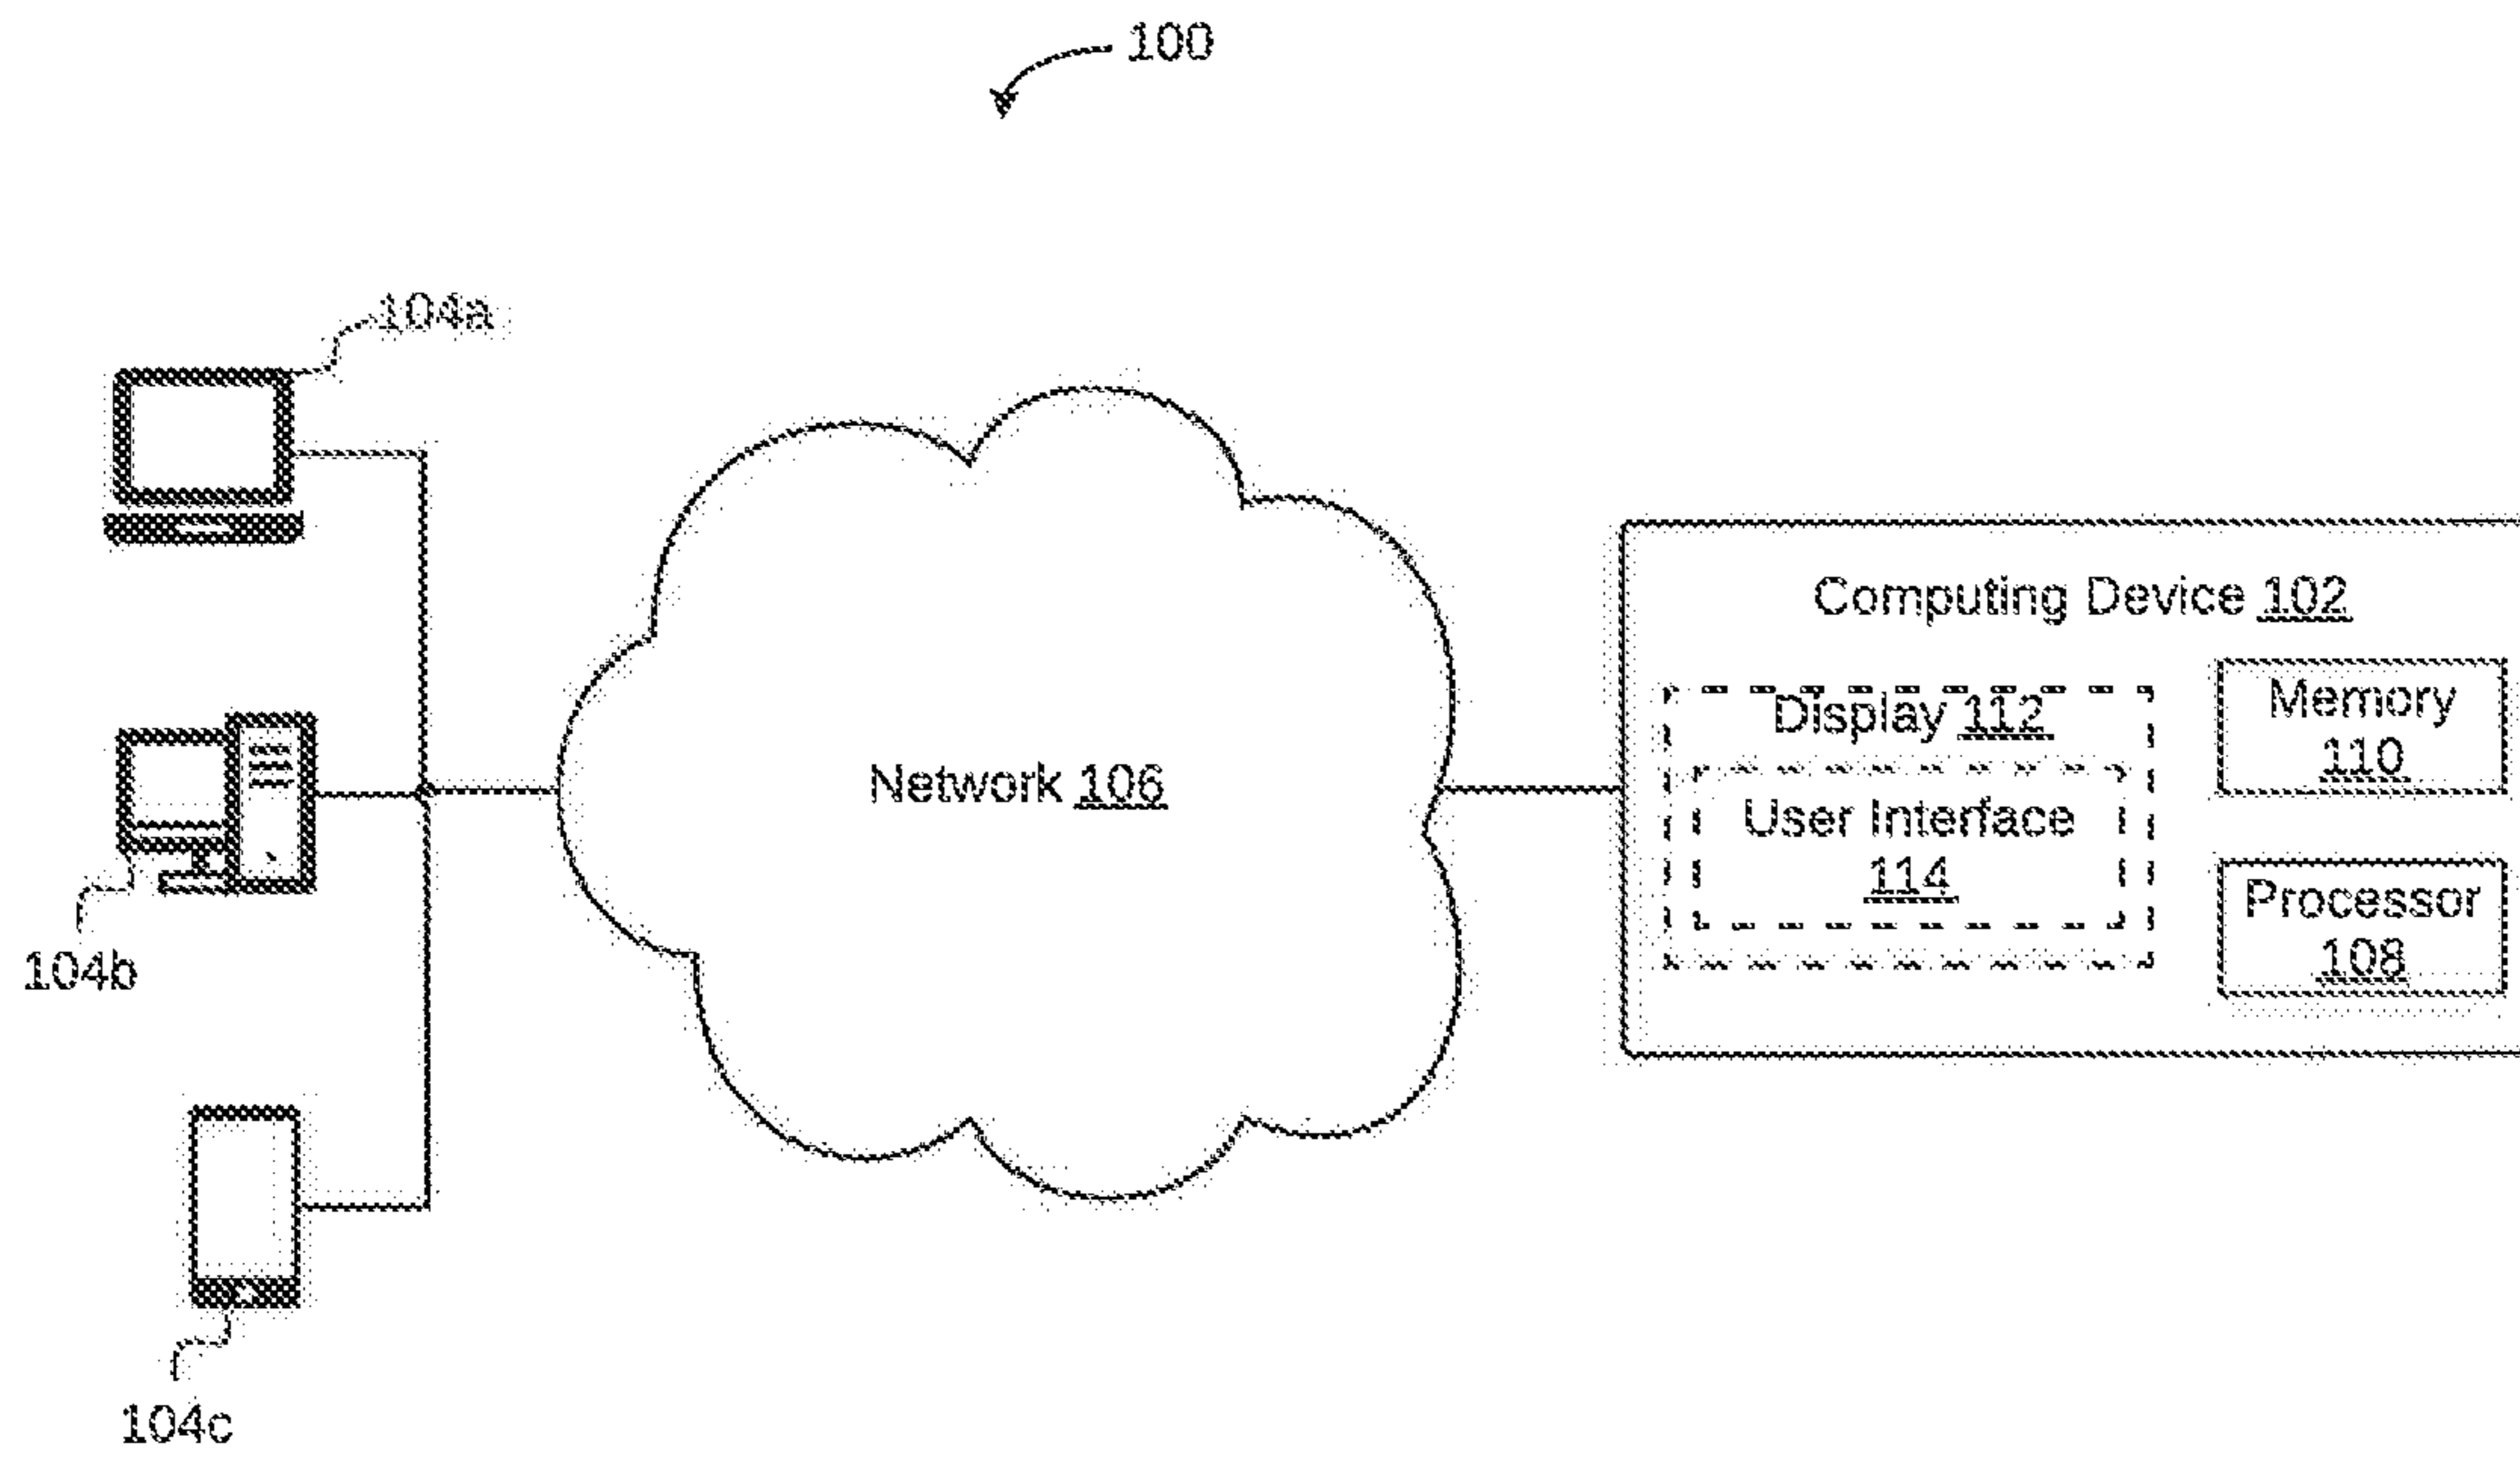 100
104a
Computing Device 102
Display 112
Memory
110
Network 106
User Interface
114
Processor
108
104b
104c